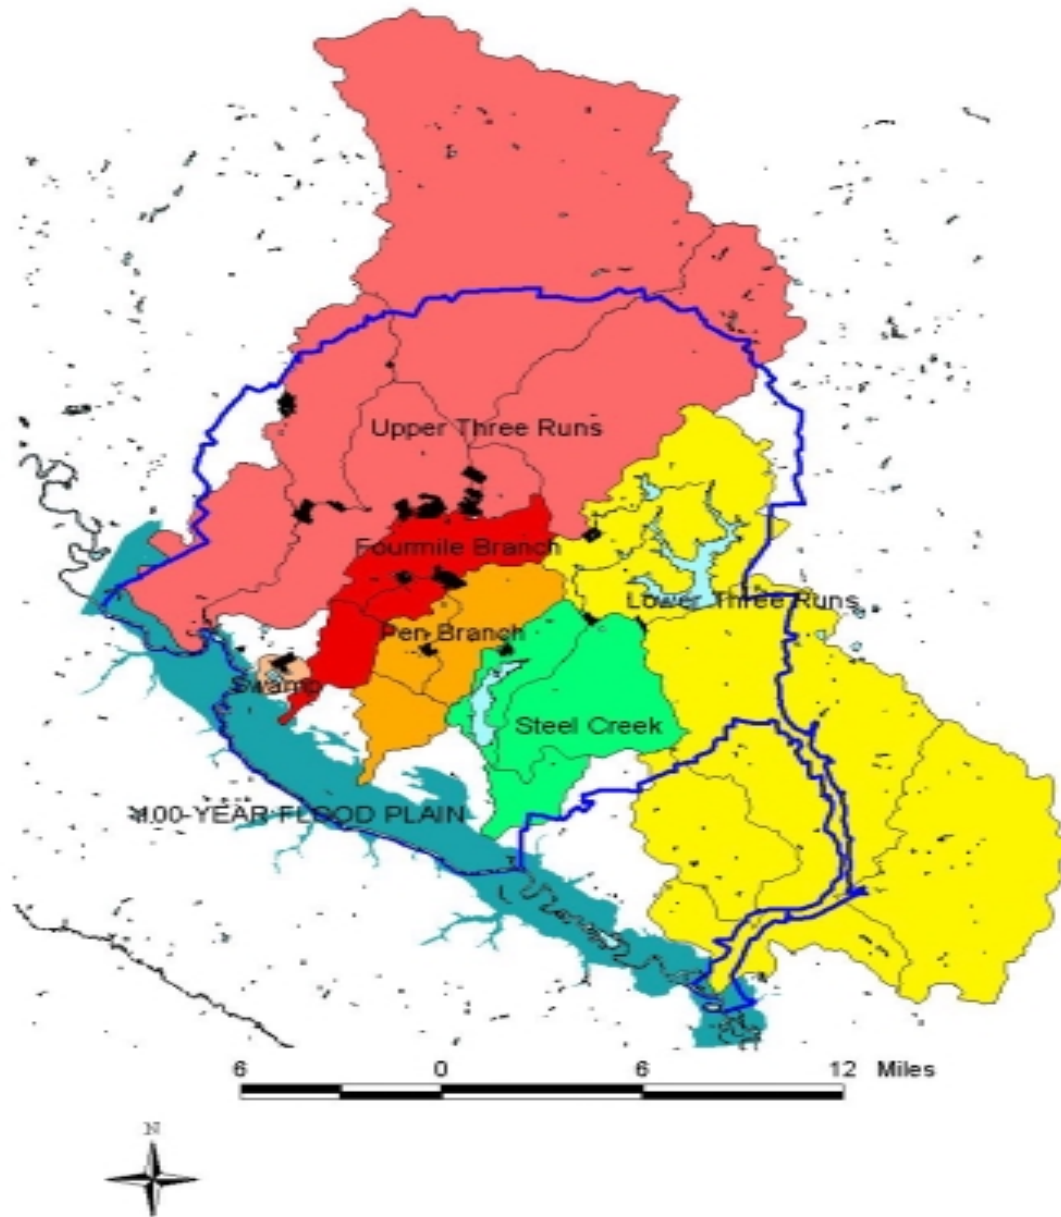 Upper Three Runs
Fourmile Branch
Lower Three Runs
Pen Branch
Swamp
Steel Creek
100-YEAR FLOOD PLAIN
6 0 6 12 Miles
N